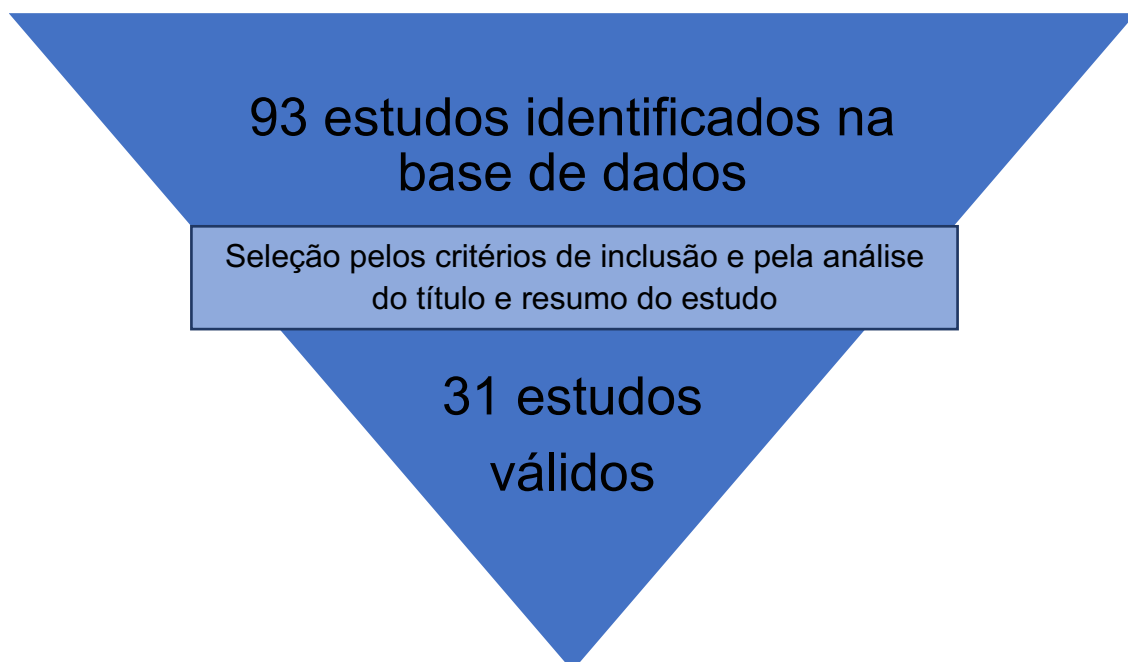 93 estudos identificados na
base de dados
Seleção pelos critérios de inclusão e pela análise
do título e resumo do estudo
31 estudos
válidos